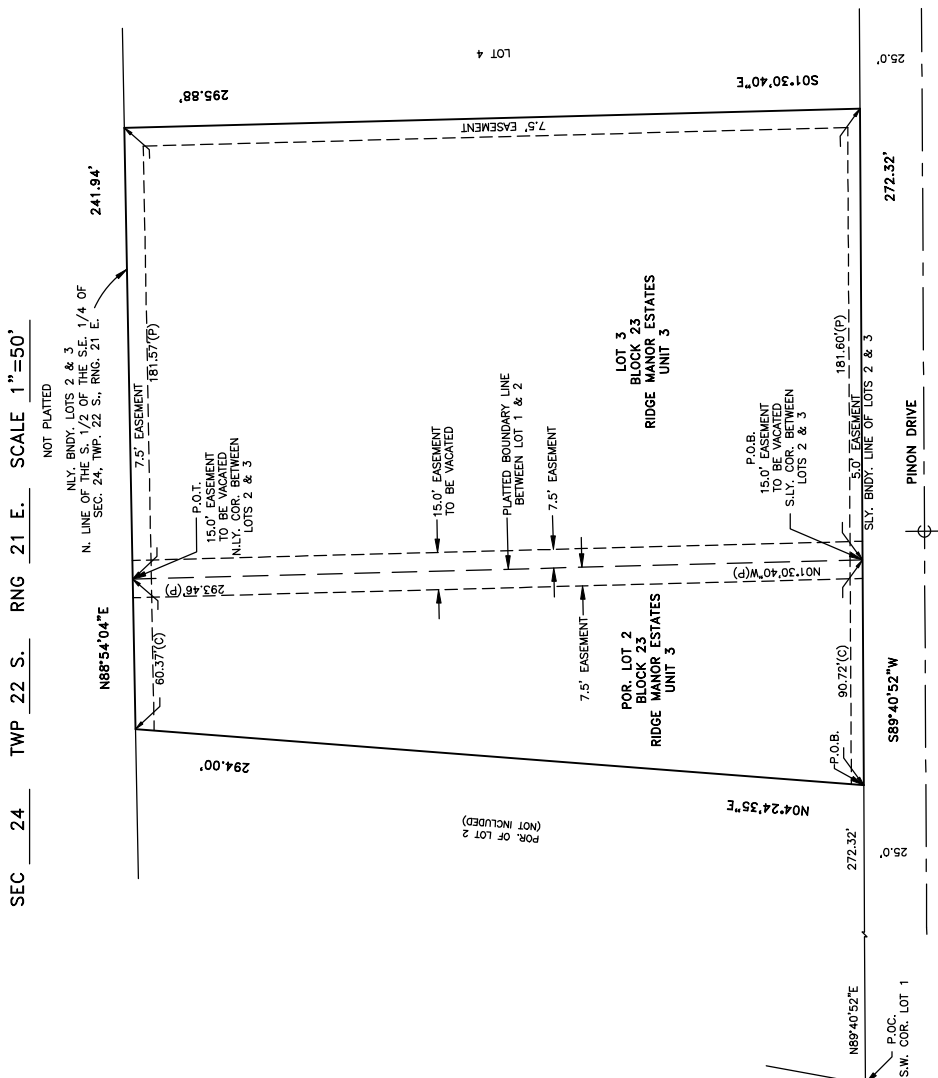 SEC 24 TWP 22 S. RNG 21 E. SCALE 1"=50'
NOT PLATTED
NLY. BNDY. LOTS 2 & 3
N. LINE OF THE S. 1/2 OF THE S.E. 1/4 OF
SEC. 24, TWP. 22 S., RNG. 21 E.
N88°54'04"E
241.94'
7.5' EASEMENT
60.37'(C)
181.57'(P)
P.O.T.
15.0' EASEMENT
TO BE VACATED
N.LY. COR. BETWEEN
LOTS 2 & 3
294.00'
293.46'(P)
295.88'
LOT 4
7.5' EASEMENT
S01°30'40"E
15.0' EASEMENT
TO BE VACATED
PLATTED BOUNDARY LINE
BETWEEN LOT 1 & 2
7.5' EASEMENT
7.5' EASEMENT
POR. OF LOT 2
(NOT INCLUDED)
POR. LOT 2
BLOCK 23
RIDGE MANOR ESTATES
UNIT 3
LOT 3
BLOCK 23
RIDGE MANOR ESTATES
UNIT 3
N04°24'35"E
N01°30'40"W(P)
P.O.B.
15.0' EASEMENT
TO BE VACATED
S.LY. COR. BETWEEN
LOTS 2 & 3
P.O.B.
90.72'(C)
181.60'(P)
5.0' EASEMENT
SLY. BNDY. LINE OF LOTS 2 & 3
N89°40'52"E
272.32'
S89°40'52"W
272.32'
P.OC.
S.W. COR. LOT 1
25.0'
25.0'
PINON DRIVE